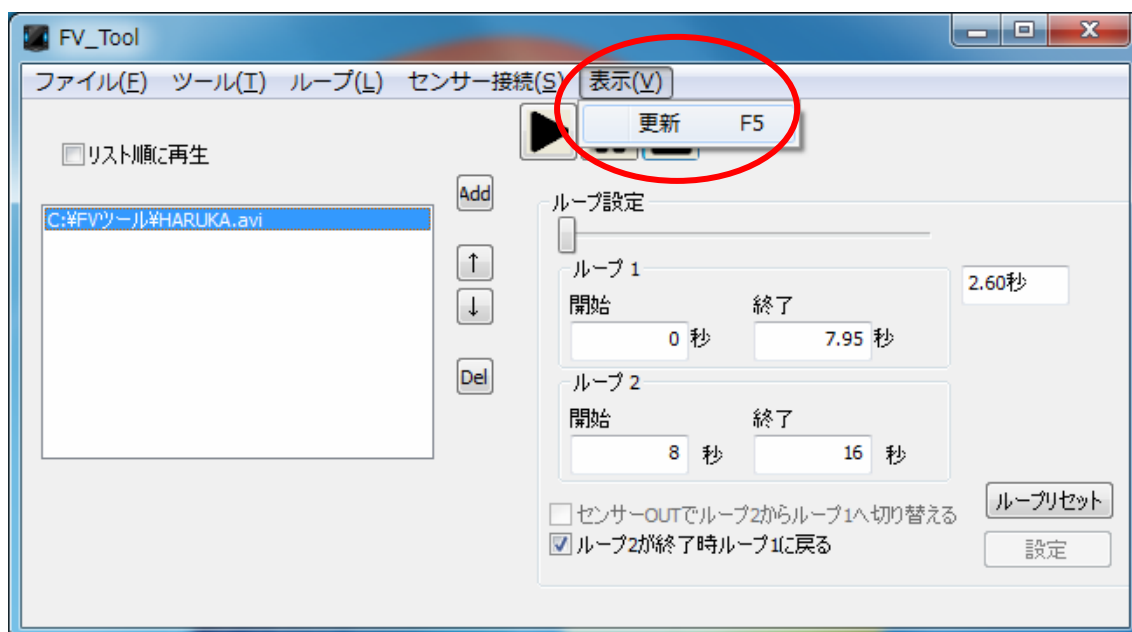 FV_Tool
ファイル(F) ツール(T) ループ(L) センサー接続(S) 表示(V)
更新 F5
リスト順に再生
Add
C:¥FVツール¥HARUKA.avi
↑
↓
Del
ループ設定
ループ 1
2.60秒
開始 終了
0 秒 7.95 秒
ループ 2
開始 終了
8 秒 16 秒
ループリセット
センサーOUTでループ2からループ1へ切り替える
ループ2が終了時ループ1に戻る
設定